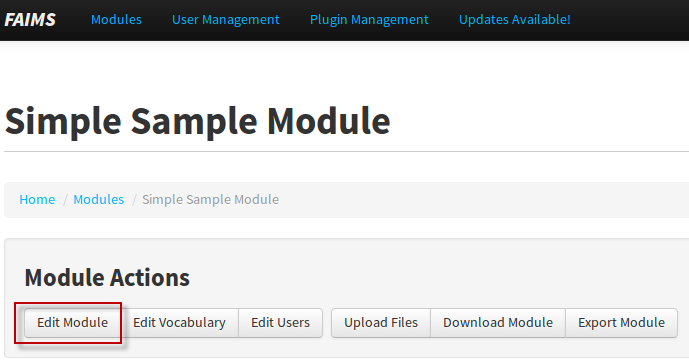 FAIMS Modules User Management Plugin Management Updates Available!
Simple Sample Module
Home / Modules / Simple Sample Module
Module Actions
Edit Module Edit Vocabulary Edit Users Upload Files Download Module Export Module